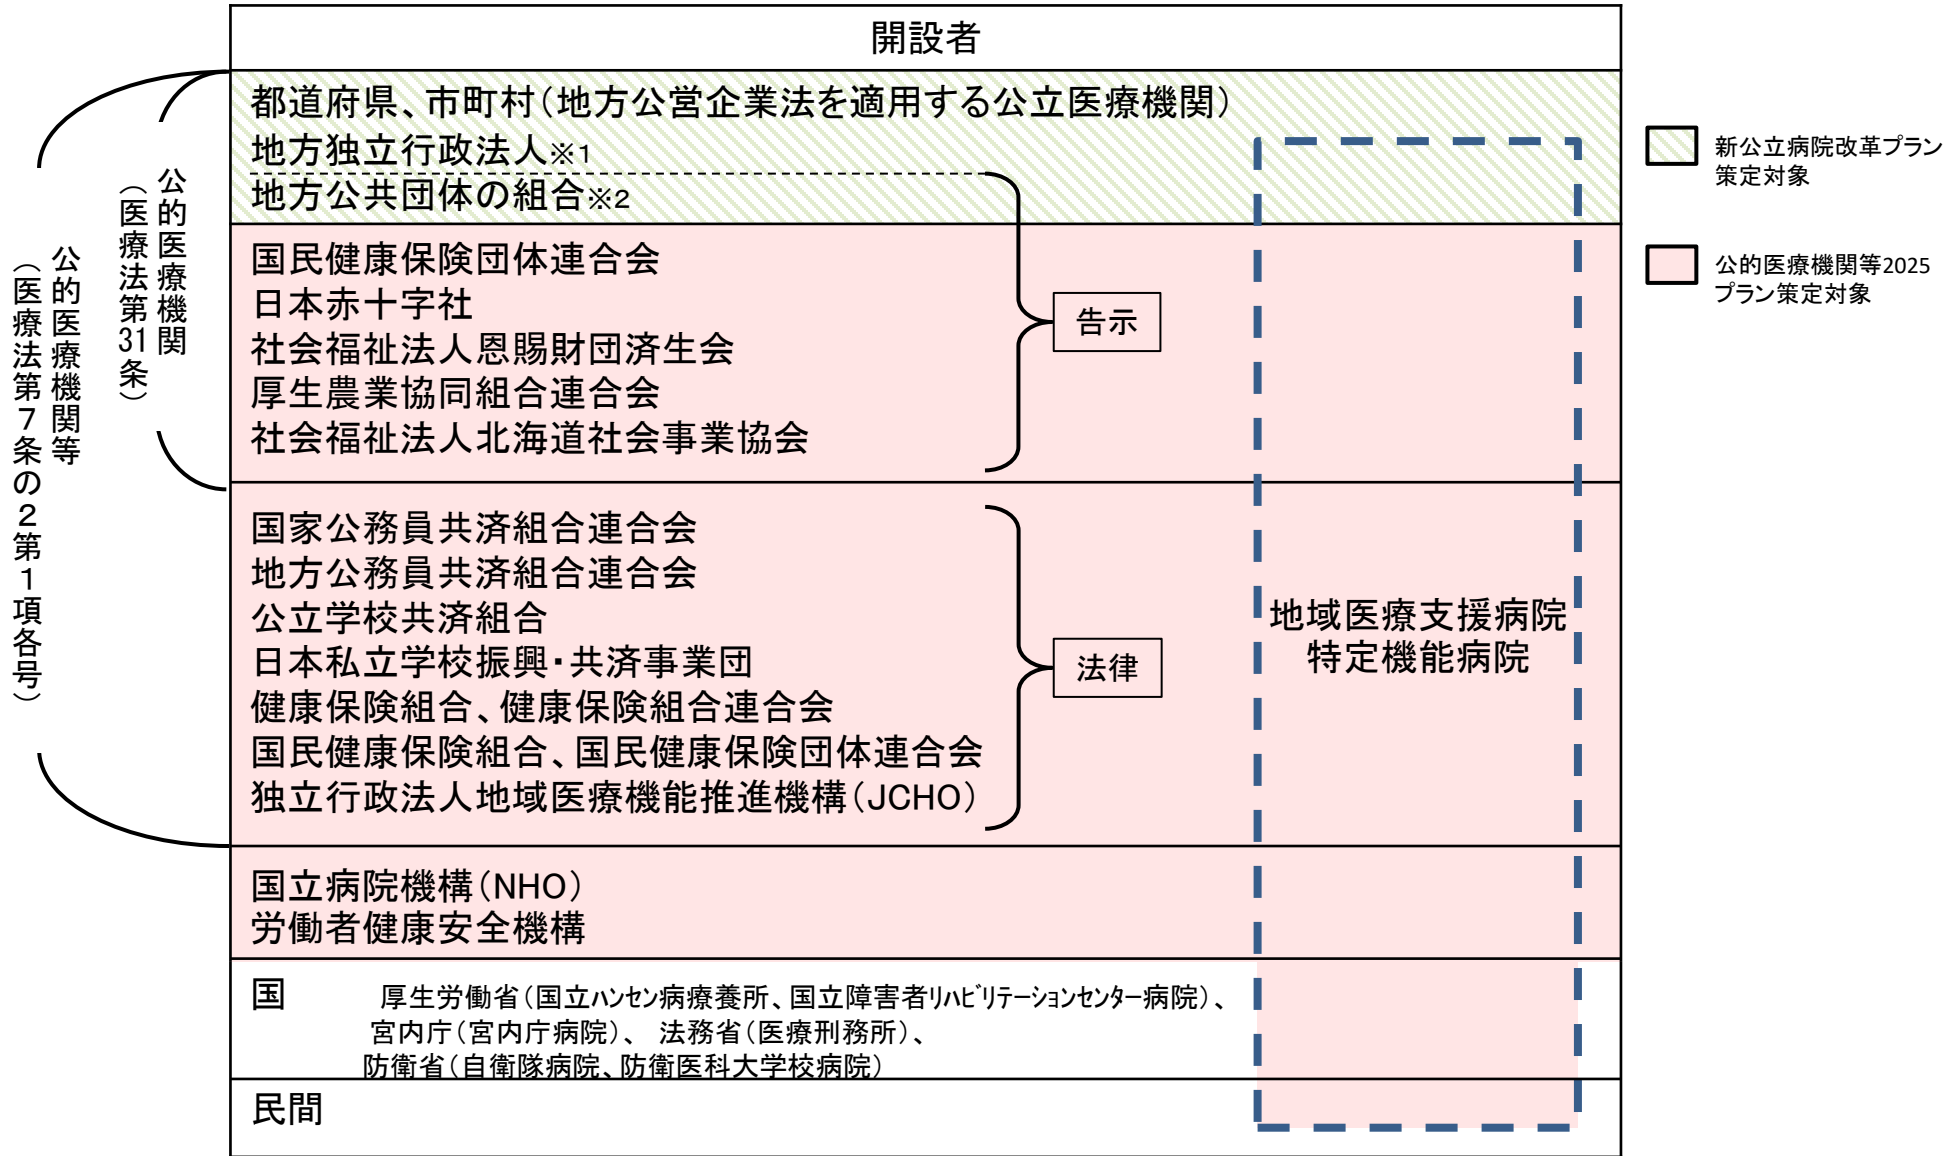 開設者
都道府県、市町村(地方公営企業法を適用する公立医療機関)
地方独立行政法人※1
地方公共団体の組合※2
国民健康保険団体連合会
日本赤十字社
社会福祉法人恩賜財団済生会
厚生農業協同組合連合会
社会福祉法人北海道社会事業協会
告示
国家公務員共済組合連合会
地方公務員共済組合連合会
公立学校共済組合
日本私立学校振興・共済事業団
健康保険組合、健康保険組合連合会
国民健康保険組合、国民健康保険団体連合会
独立行政法人地域医療機能推進機構(JCHO)
法律
地域医療支援病院
特定機能病院
国立病院機構(NHO)
労働者健康安全機構
国 厚生労働省(国立ハンセン病療養所、国立障害者リハビリテーションセンター病院)、
宮内庁(宮内庁病院)、 法務省(医療刑務所)、
防衛省(自衛隊病院、防衛医科大学校病院)
民間
公的医療機関
(医療法第31条)
公的医療機関等
(医療法第7条の2第1項各号)
新公立病院改革プラン
策定対象
公的医療機関等2025
プラン策定対象